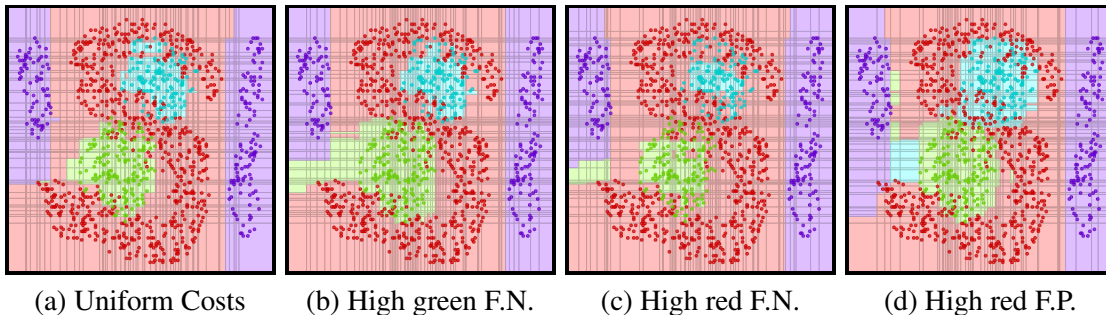 (a) Uniform Costs
(b) High green F.N.
(c) High red F.N.
(d) High red F.P.